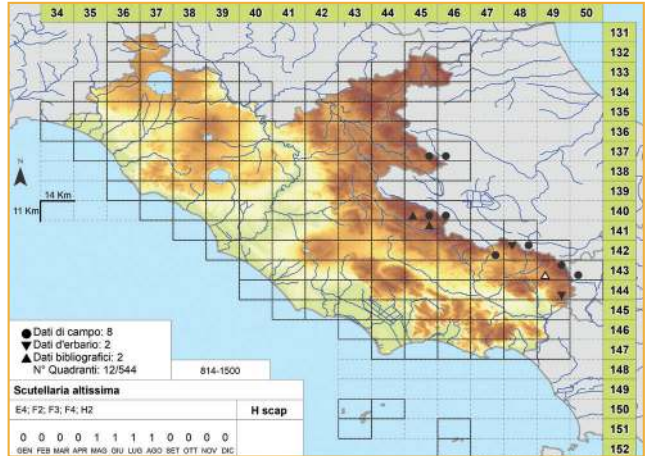 34 35 36 37 38 39 40 41 42 43 44 45 46 47 48 49 50
131
132
133
134
135
136
137
138
139
140
141
142
143
144
145
146
147
148
149
150
151
152
N
14 Km
11 Km
Dati di campo: 8
Dati d'erbario: 2
Dati bibliografici: 2
N° Quadranti: 12/544
814-1500
Scutellaria altissima
E4; F2; F3; F4; H2
H scap
0 0 0 0 1 1 1 1 0 0 0 0
GEN FEB MAR APR MAG GIU LUG AGO SET OTT NOV DIC